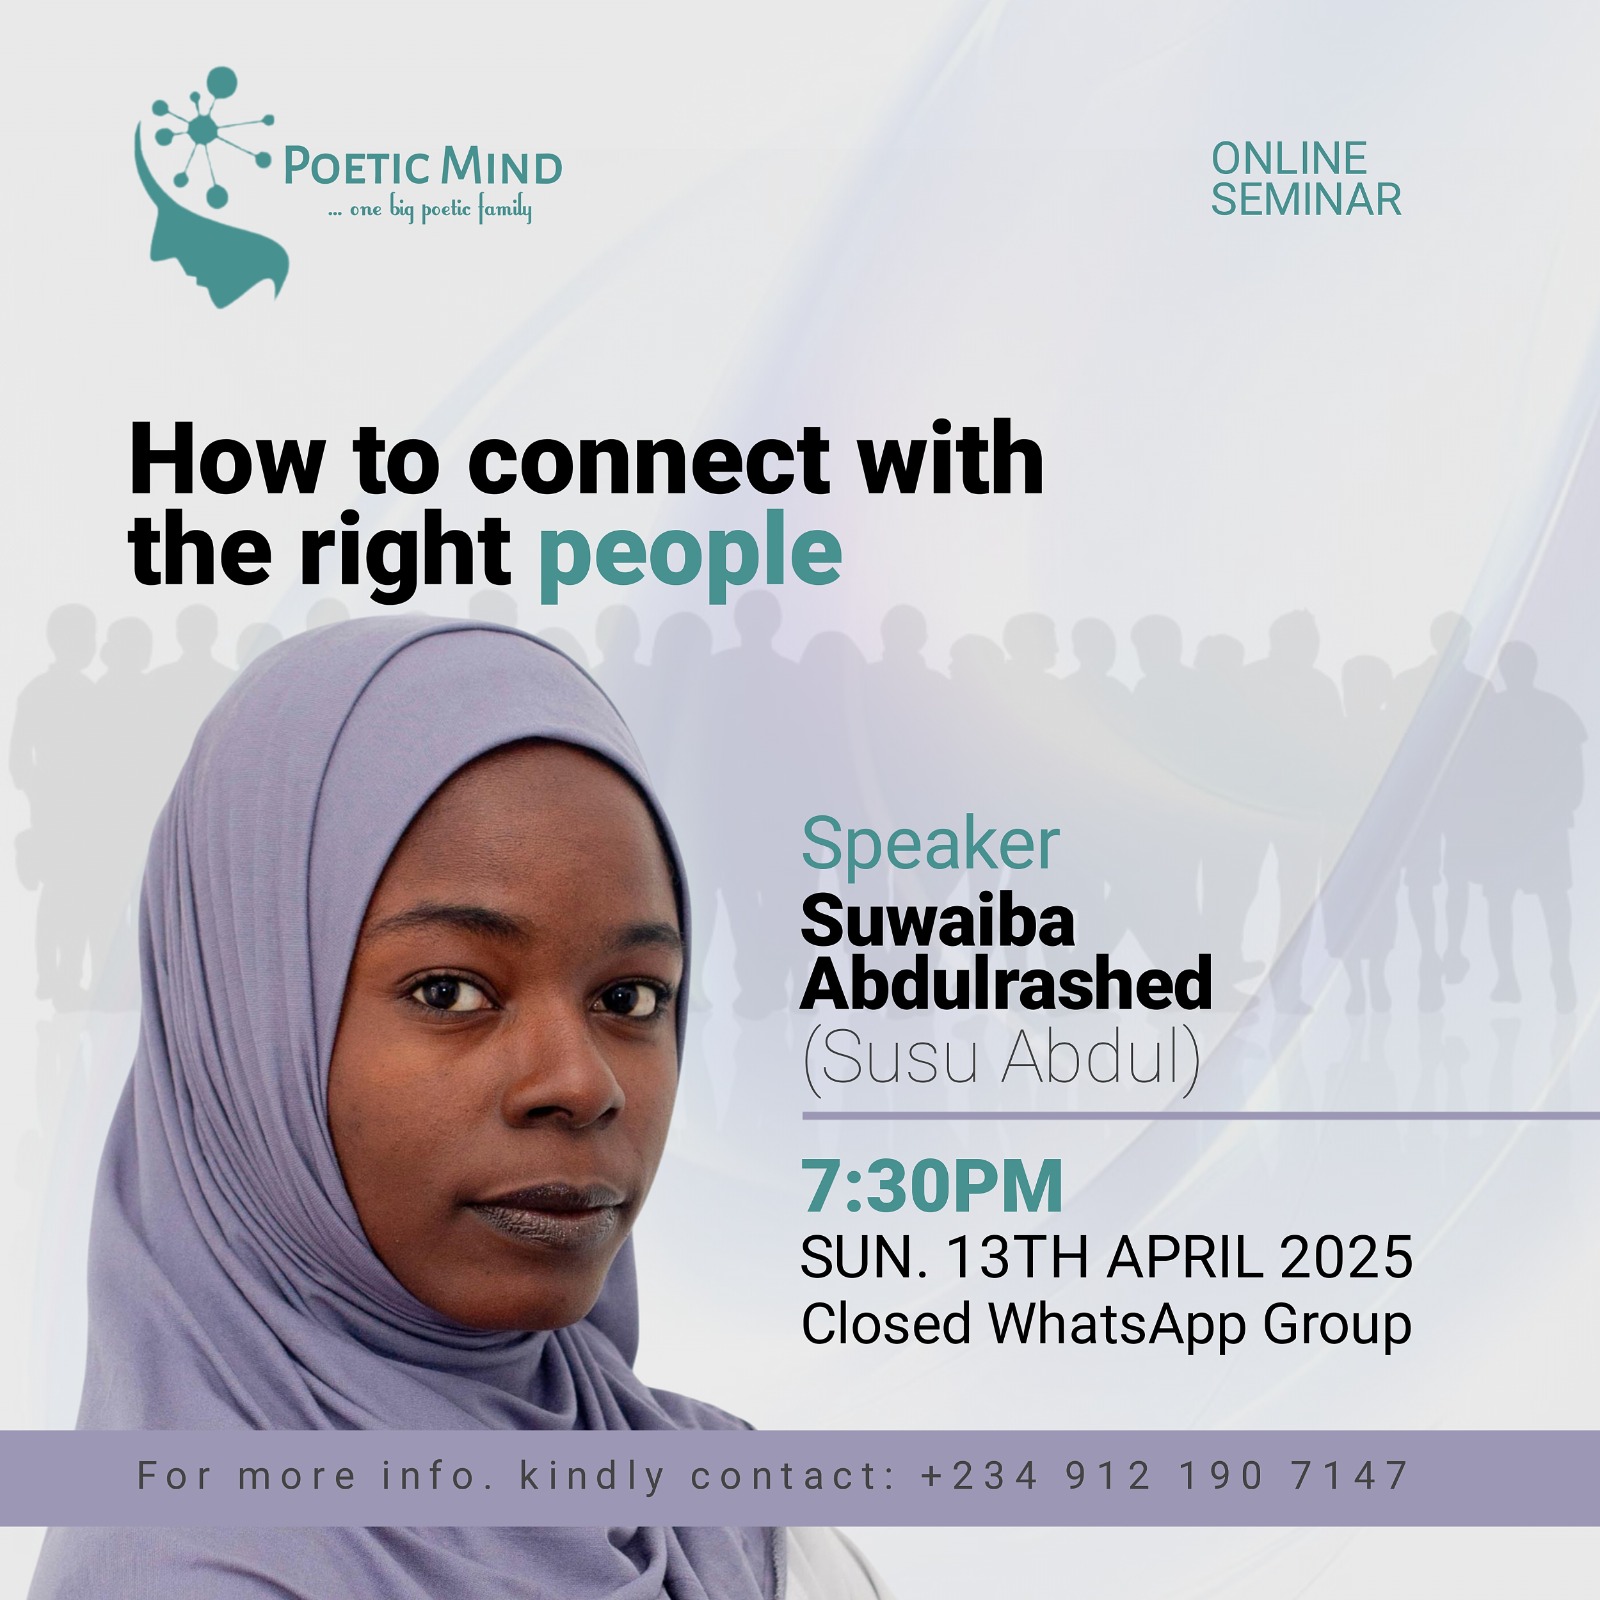 POETIC MIND
... one big poetic family
ONLINE
SEMINAR
How to connect with
the right people
Speaker
Suwaiba
Abdulrashed
(Susu Abdul)
7:30PM
SUN. 13TH APRIL 2025
Closed WhatsApp Group
For more info. kindly contact: +234 912 190 7147